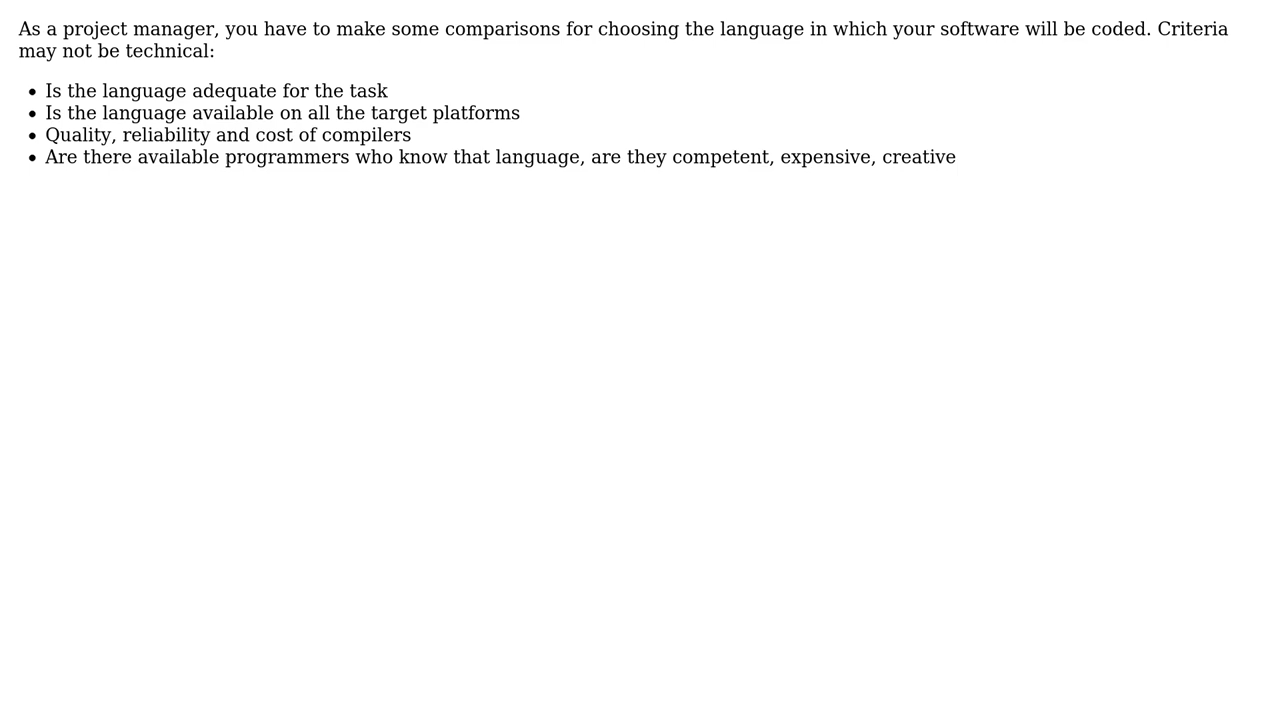 As a project manager, you have to make some comparisons for choosing the language in which your software will be coded. Criteria
may not be technical:
• Is the language adequate for the task
• Is the language available on all the target platforms
• Quality, reliability and cost of compilers
• Are there available programmers who know that language, are they competent, expensive, creative